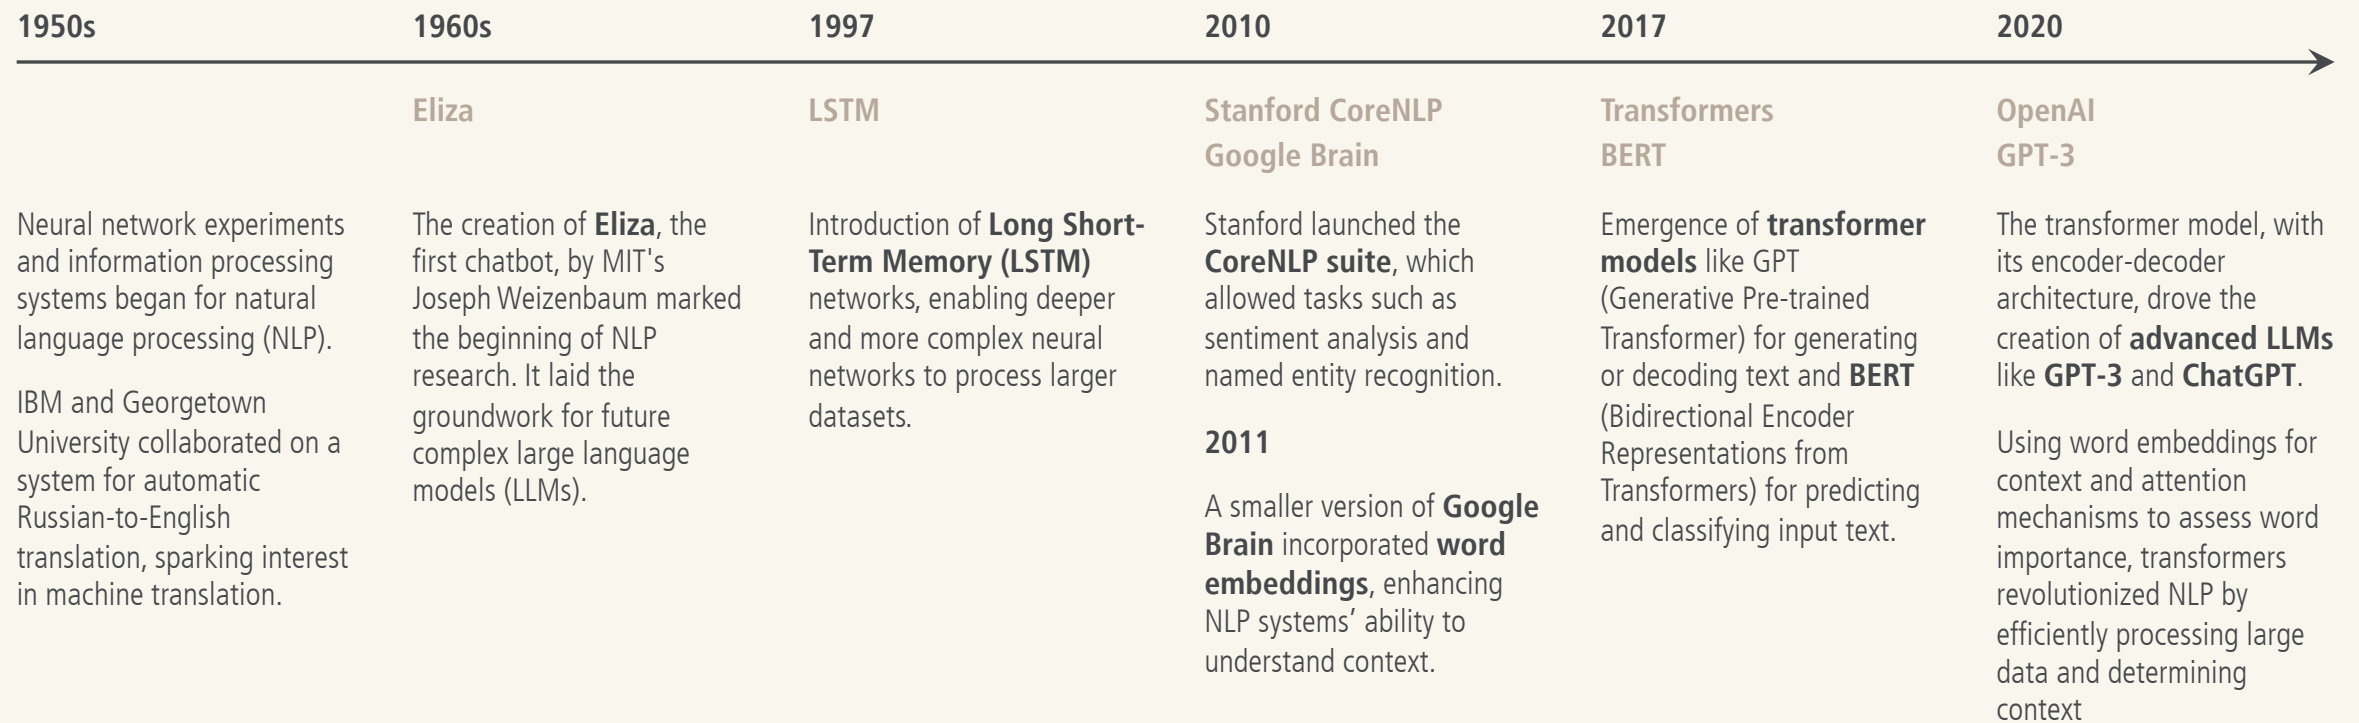 1950s
Neural network experiments
and information processing
systems began for natural
language processing (NLP).
IBM and Georgetown
University collaborated on a
system for automatic
Russian-to-English
translation, sparking interest
in machine translation.
1960s
Eliza
The creation of Eliza, the
first chatbot, by MIT's
Joseph Weizenbaum marked
the beginning of NLP
research. It laid the
groundwork for future
complex large language
models (LLMs).
1997
LSTM
Introduction of Long Short-
Term Memory (LSTM)
networks, enabling deeper
and more complex neural
networks to process larger
datasets.
2010
Stanford CoreNLP
Google Brain
Stanford launched the
CoreNLP suite, which
allowed tasks such as
sentiment analysis and
named entity recognition.
2011
A smaller version of Google
Brain incorporated word
embeddings, enhancing
NLP systems’ ability to
understand context.
2017
Transformers
BERT
Emergence of transformer
models like GPT
(Generative Pre-trained
Transformer) for generating
or decoding text and BERT
(Bidirectional Encoder
Representations from
Transformers) for predicting
and classifying input text.
2020
OpenAI
GPT-3
The transformer model, with
its encoder-decoder
architecture, drove the
creation of advanced LLMs
like GPT-3 and ChatGPT.
Using word embeddings for
context and attention
mechanisms to assess word
importance, transformers
revolutionized NLP by
efficiently processing large
data and determining
context